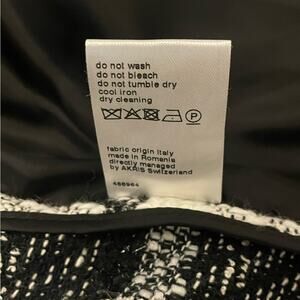 do not wash
do not bleach
do not tumble dry
cool iron
dry cleaning
P
fabric origin Italy
made in Romania
directly managed
by AKRIS Switzerland
486964